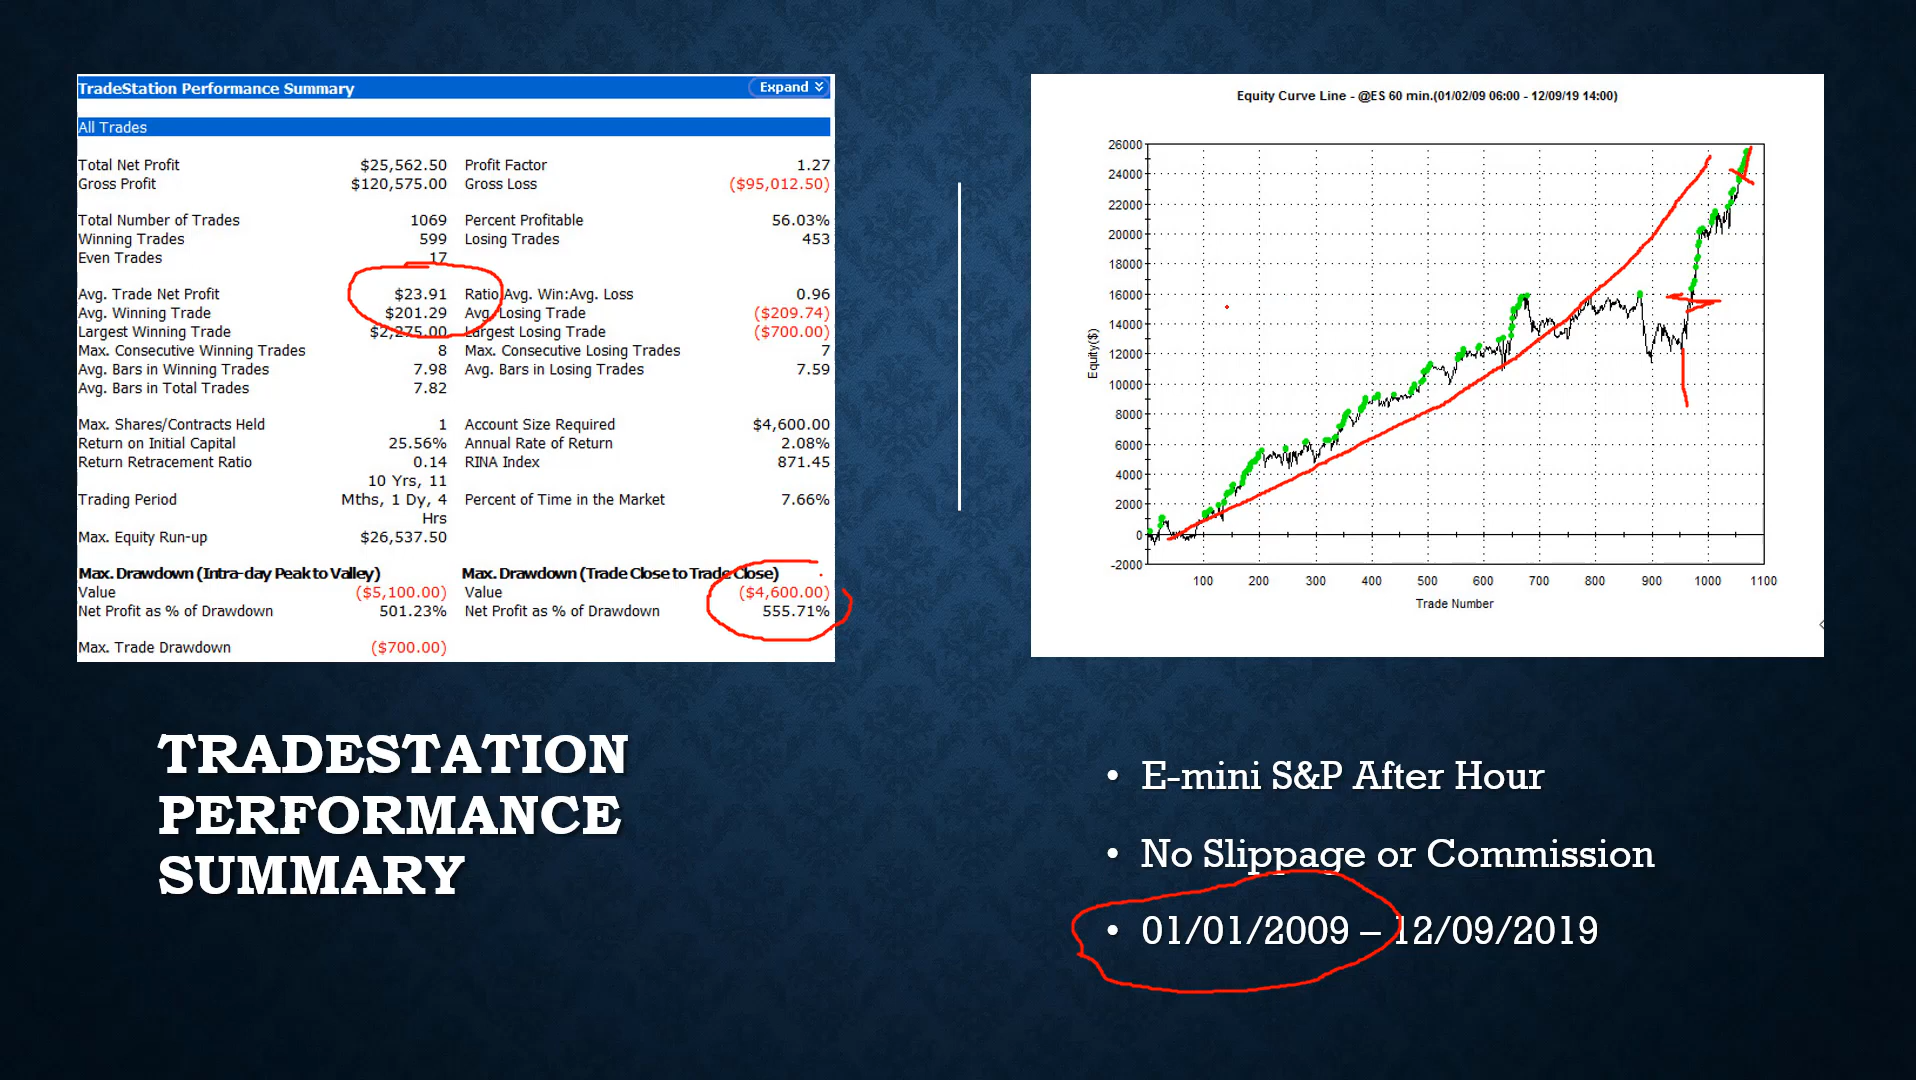 TradeStation Performance Summary Expand
All Trades
Total Net Profit $25,562.50 Profit Factor 1.27
Gross Profit $120,575.00 Gross Loss ($95,012.50)
Total Number of Trades 1069 Percent Profitable 56.03%
Winning Trades 599 Losing Trades 453
Even Trades 17
Avg. Trade Net Profit $23.91 Ratio Avg. Win:Avg. Loss 0.96
Avg. Winning Trade $201.29 Avg. Losing Trade ($209.74)
Largest Winning Trade $2,275.00 Largest Losing Trade ($700.00)
Max. Consecutive Winning Trades 8 Max. Consecutive Losing Trades 7
Avg. Bars in Winning Trades 7.98 Avg. Bars in Losing Trades 7.59
Avg. Bars in Total Trades 7.82
Max. Shares/Contracts Held 1 Account Size Required $4,600.00
Return on Initial Capital 25.56% Annual Rate of Return 2.08%
Return Retracement Ratio 0.14 RINA Index 871.45
10 Yrs, 11
Trading Period Mths, 1 Dy, 4 Percent of Time in the Market 7.66%
Hrs
Max. Equity Run-up $26,537.50
Max. Drawdown (Intra-day Peak to Valley) Max. Drawdown (Trade Close to Trade Close)
Value ($5,100.00) Value ($4,600.00)
Net Profit as % of Drawdown 501.23% Net Profit as % of Drawdown 555.71%
Max. Trade Drawdown ($700.00)
Equity Curve Line - @ES 60 min.(01/02/09 06:00 - 12/09/19 14:00)
26000
24000
22000
20000
18000
16000
14000
12000
10000
8000
6000
4000
2000
0
-2000
Equity($)
100 200 300 400 500 600 700 800 900 1000 1100
Trade Number
TRADESTATION
PERFORMANCE
SUMMARY
• E-mini S&P After Hour
• No Slippage or Commission
• 01/01/2009 – 12/09/2019